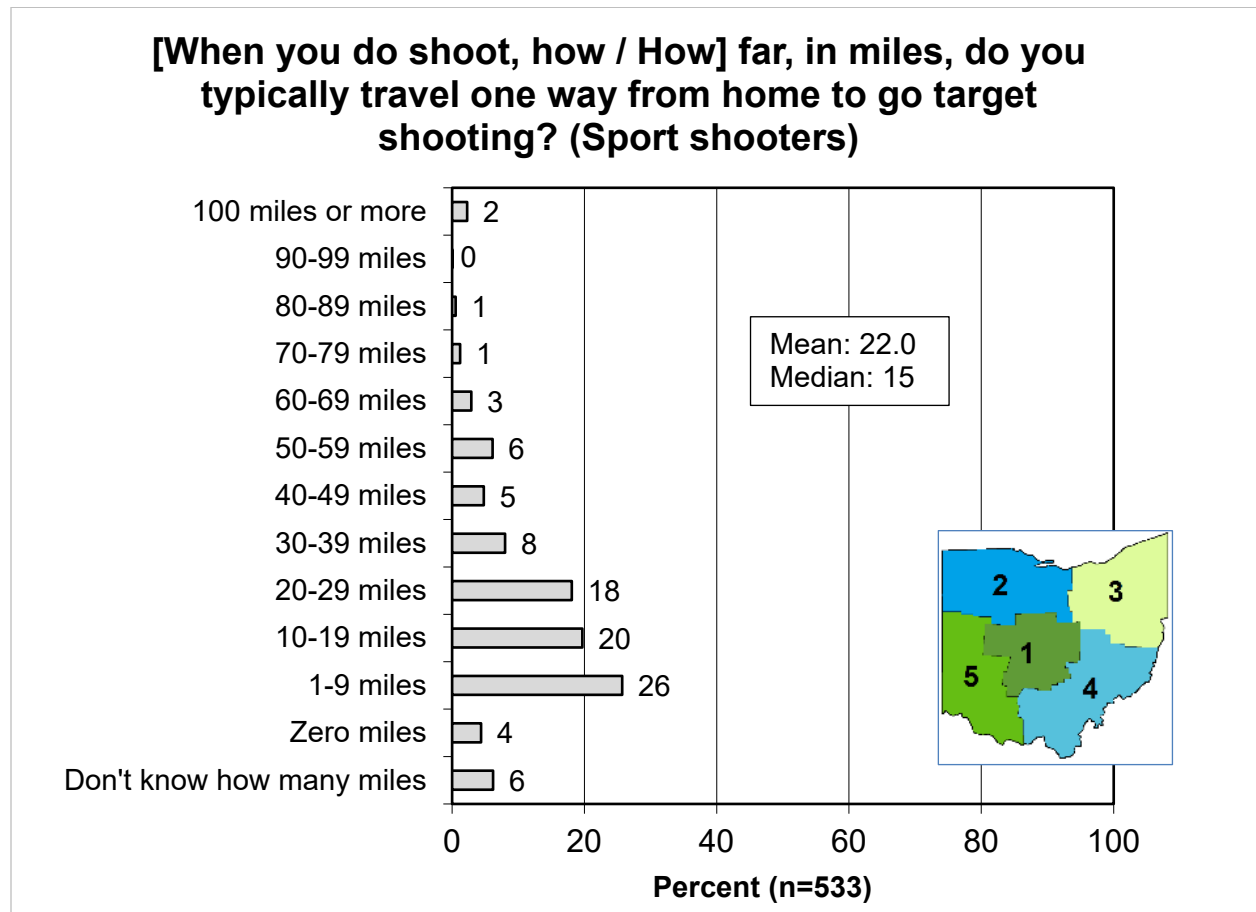 [When you do shoot, how / How] far, in miles, do you
typically travel one way from home to go target
shooting? (Sport shooters)
100 miles or more 2
90-99 miles 0
80-89 miles 1
70-79 miles 1
60-69 miles 3
50-59 miles 6
40-49 miles 5
30-39 miles 8
20-29 miles 18
10-19 miles 20
1-9 miles 26
Zero miles 4
Don't know how many miles 6
Mean: 22.0
Median: 15
2
3
1
5
4
0 20 40 60 80 100
Percent (n=533)